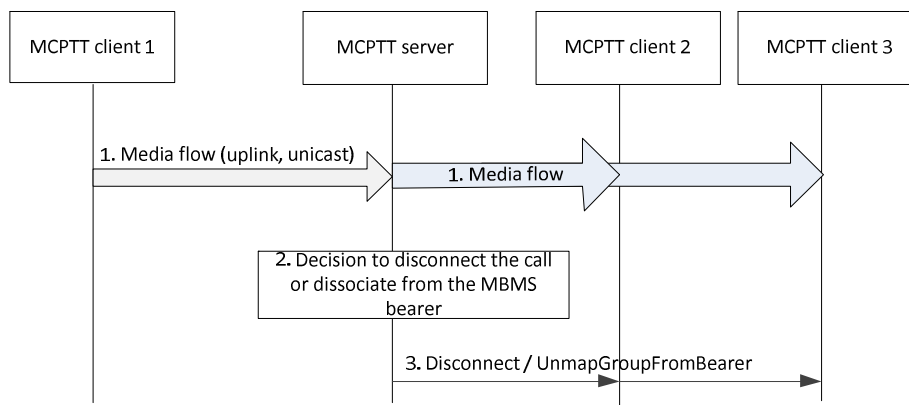 MCPTT client 1
MCPTT server
MCPTT client 2
MCPTT client 3
1. Media flow (uplink, unicast)
1. Media flow
2. Decision to disconnect the call
or dissociate from the MBMS
bearer
3. Disconnect / UnmapGroupFromBearer